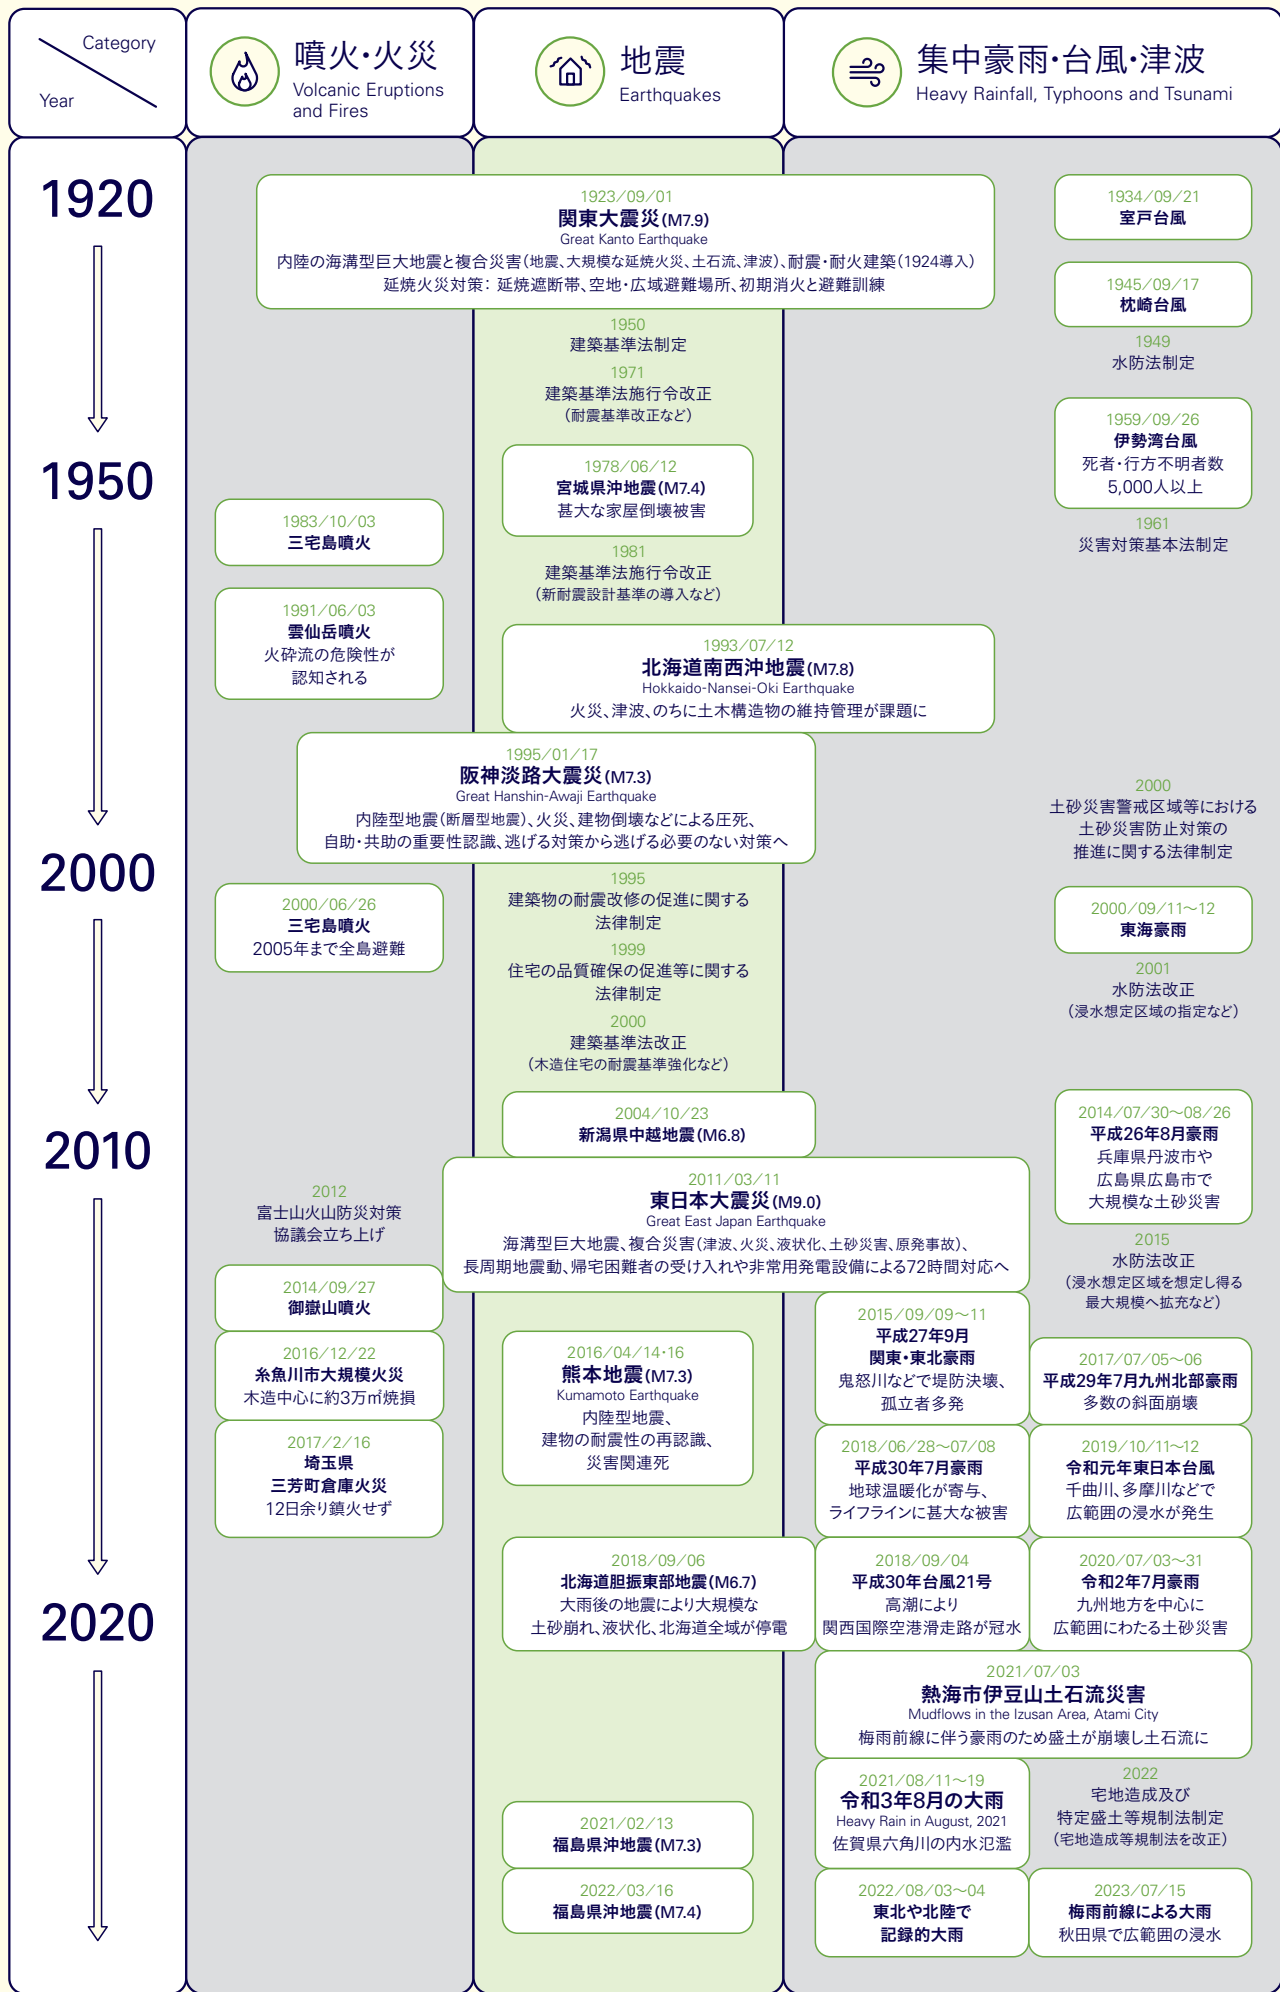 Category
Year
噴火・火災
Volcanic Eruptions
and Fires
地震
Earthquakes
集中豪雨・台風・津波
Heavy Rainfall, Typhoons and Tsunami
1920
1950
2000
2010
2020
1923/09/01
関東大震災(M7.9)
Great Kanto Earthquake
内陸の海溝型巨大地震と複合災害(地震、大規模な延焼火災、土石流、津波)、耐震・耐火建築(1924導入)
延焼火災対策： 延焼遮断帯、空地・広域避難場所、初期消火と避難訓練
1983/10/03
三宅島噴火
1991/06/03
雲仙岳噴火
火砕流の危険性が
認知される
1995/01/17
阪神淡路大震災(M7.3)
Great Hanshin-Awaji Earthquake
内陸型地震(断層型地震)、火災、建物倒壊などによる圧死、
自助・共助の重要性認識、逃げる対策から逃げる必要のない対策へ
2000/06/26
三宅島噴火
2005年まで全島避難
2012
富士山火山防災対策
協議会立ち上げ
2014/09/27
御嶽山噴火
2016/12/22
糸魚川市大規模火災
木造中心に約3万㎡焼損
2017/2/16
埼玉県
三芳町倉庫火災
12日余り鎮火せず
1950
建築基準法制定
1971
建築基準法施行令改正
(耐震基準改正など)
1978/06/12
宮城県沖地震(M7.4)
甚大な家屋倒壊被害
1981
建築基準法施行令改正
(新耐震設計基準の導入など)
1993/07/12
北海道南西沖地震(M7.8)
Hokkaido-Nansei-Oki Earthquake
火災、津波、のちに土木構造物の維持管理が課題に
1995
建築物の耐震改修の促進に関する
法律制定
1999
住宅の品質確保の促進等に関する
法律制定
2000
建築基準法改正
(木造住宅の耐震基準強化など)
2004/10/23
新潟県中越地震(M6.8)
2011/03/11
東日本大震災(M9.0)
Great East Japan Earthquake
海溝型巨大地震、複合災害(津波、火災、液状化、土砂災害、原発事故)、
長周期地震動、帰宅困難者の受け入れや非常用発電設備による72時間対応へ
2016/04/14・16
熊本地震(M7.3)
Kumamoto Earthquake
内陸型地震、
建物の耐震性の再認識、
災害関連死
2018/09/06
北海道胆振東部地震(M6.7)
大雨後の地震により大規模な
土砂崩れ、液状化、北海道全域が停電
2021/02/13
福島県沖地震(M7.3)
2022/03/16
福島県沖地震(M7.4)
1934/09/21
室戸台風
1945/09/17
枕崎台風
1949
水防法制定
1959/09/26
伊勢湾台風
死者・行方不明者数
5,000人以上
1961
災害対策基本法制定
2000
土砂災害警戒区域等における
土砂災害防止対策の
推進に関する法律制定
2000/09/11〜12
東海豪雨
2001
水防法改正
(浸水想定区域の指定など)
2014/07/30〜08/26
平成26年8月豪雨
兵庫県丹波市や
広島県広島市で
大規模な土砂災害
2015
水防法改正
(浸水想定区域を想定し得る
最大規模へ拡充など)
2015/09/09〜11
平成27年9月
関東・東北豪雨
鬼怒川などで堤防決壊、
孤立者多発
2017/07/05〜06
平成29年7月九州北部豪雨
多数の斜面崩壊
2018/06/28〜07/08
平成30年7月豪雨
地球温暖化が寄与、
ライフラインに甚大な被害
2019/10/11〜12
令和元年東日本台風
千曲川、多摩川などで
広範囲の浸水が発生
2018/09/04
平成30年台風21号
高潮により
関西国際空港滑走路が冠水
2020/07/03〜31
令和2年7月豪雨
九州地方を中心に
広範囲にわたる土砂災害
2021/07/03
熱海市伊豆山土石流災害
Mudflows in the Izusan Area, Atami City
梅雨前線に伴う豪雨のため盛土が崩壊し土石流に
2021/08/11〜19
令和3年8月の大雨
Heavy Rain in August, 2021
佐賀県六角川の内水氾濫
2022
宅地造成及び
特定盛土等規制法制定
(宅地造成等規制法を改正)
2022/08/03〜04
東北や北陸で
記録的大雨
2023/07/15
梅雨前線による大雨
秋田県で広範囲の浸水